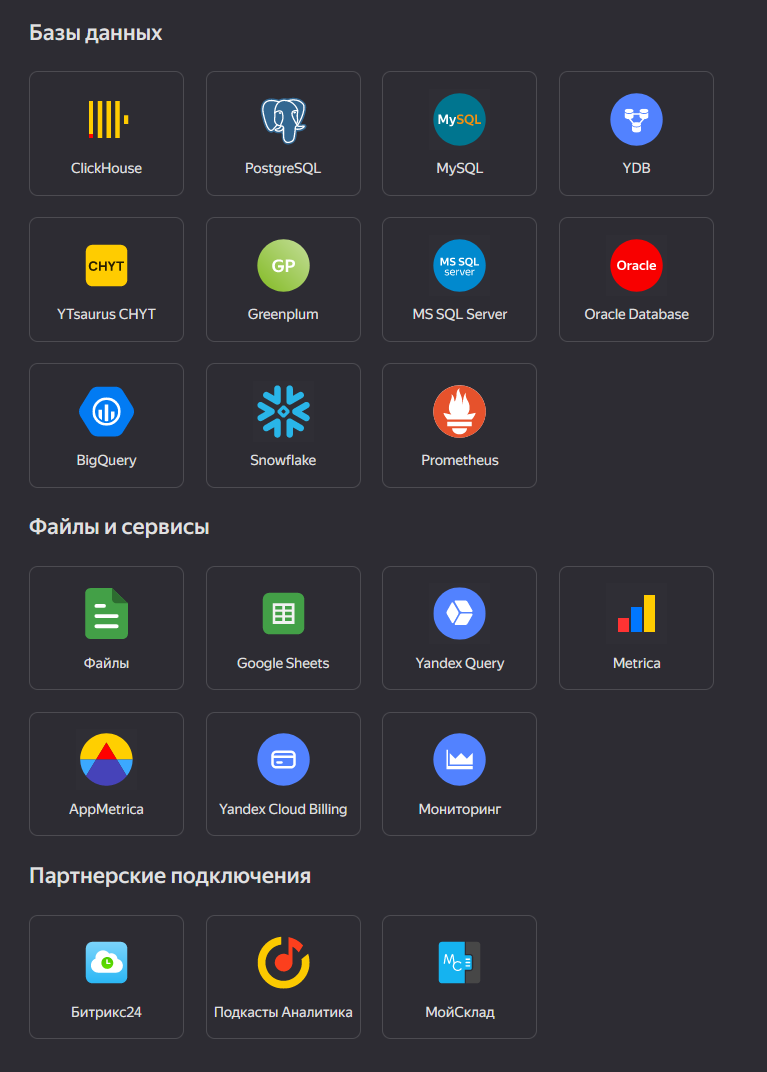 Базы данных
MySQL
ClickHouse
PostgreSQL
MySQL
YDB
CHYT
GP
MS SQL
server
Oracle
YTsaurus CHYT
Greenplum
MS SQL Server
Oracle Database
BigQuery
Snowflake
Prometheus
Файлы и сервисы
Файлы
Google Sheets
Yandex Query
Metrica
AppMetrica
Yandex Cloud Billing
Мониторинг
Партнерские подключения
МС
Битрикс24
Подкасты Аналитика
МойСклад